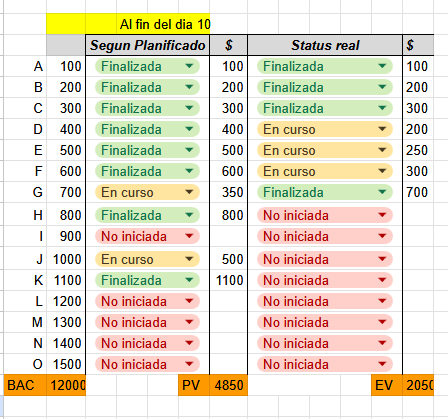 Al fin del dia 10
Segun Planificado $ Status real $
A 100 Finalizada 100 Finalizada 100
B 200 Finalizada 200 Finalizada 200
C 300 Finalizada 300 Finalizada 300
D 400 Finalizada 400 En curso 200
E 500 Finalizada 500 En curso 250
F 600 Finalizada 600 En curso 300
G 700 En curso 350 Finalizada 700
H 800 Finalizada 800 No iniciada
I 900 No iniciada No iniciada
J 1000 En curso 500 No iniciada
K 1100 Finalizada 1100 No iniciada
L 1200 No iniciada No iniciada
M 1300 No iniciada No iniciada
N 1400 No iniciada No iniciada
O 1500 No iniciada No iniciada
BAC 12000 PV 4850 EV 2050